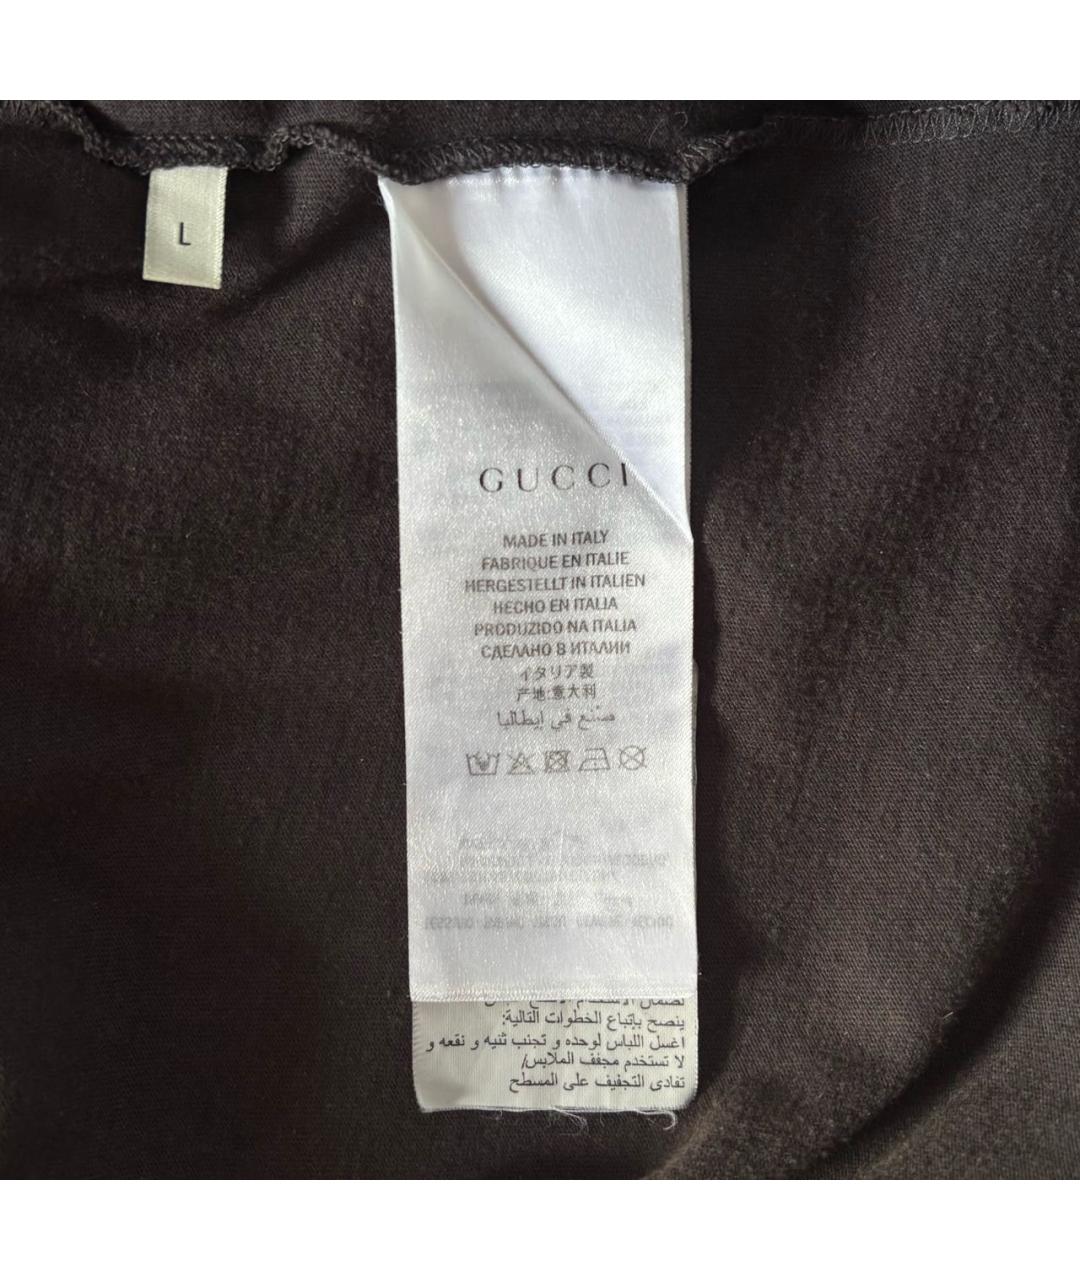 L
GUCCI
MADE IN ITALY
FABRIQUE EN ITALIE
HERGESTELLT IN ITALIEN
HECHO EN ITALIA
PRODUZIDO NA ITALIA
СДЕЛАНО В ИТАЛИИ
イタリア製
产地:意大利
صنع في إيطاليا
لضمان الاستخدام
ينصح بإتباع الخطوات التالية:
اغسل اللباس لوحده و تجنب ثنيه و نقعه و
لا تستخدم مجفف الملابس/
تفادى التجفيف على المسطح